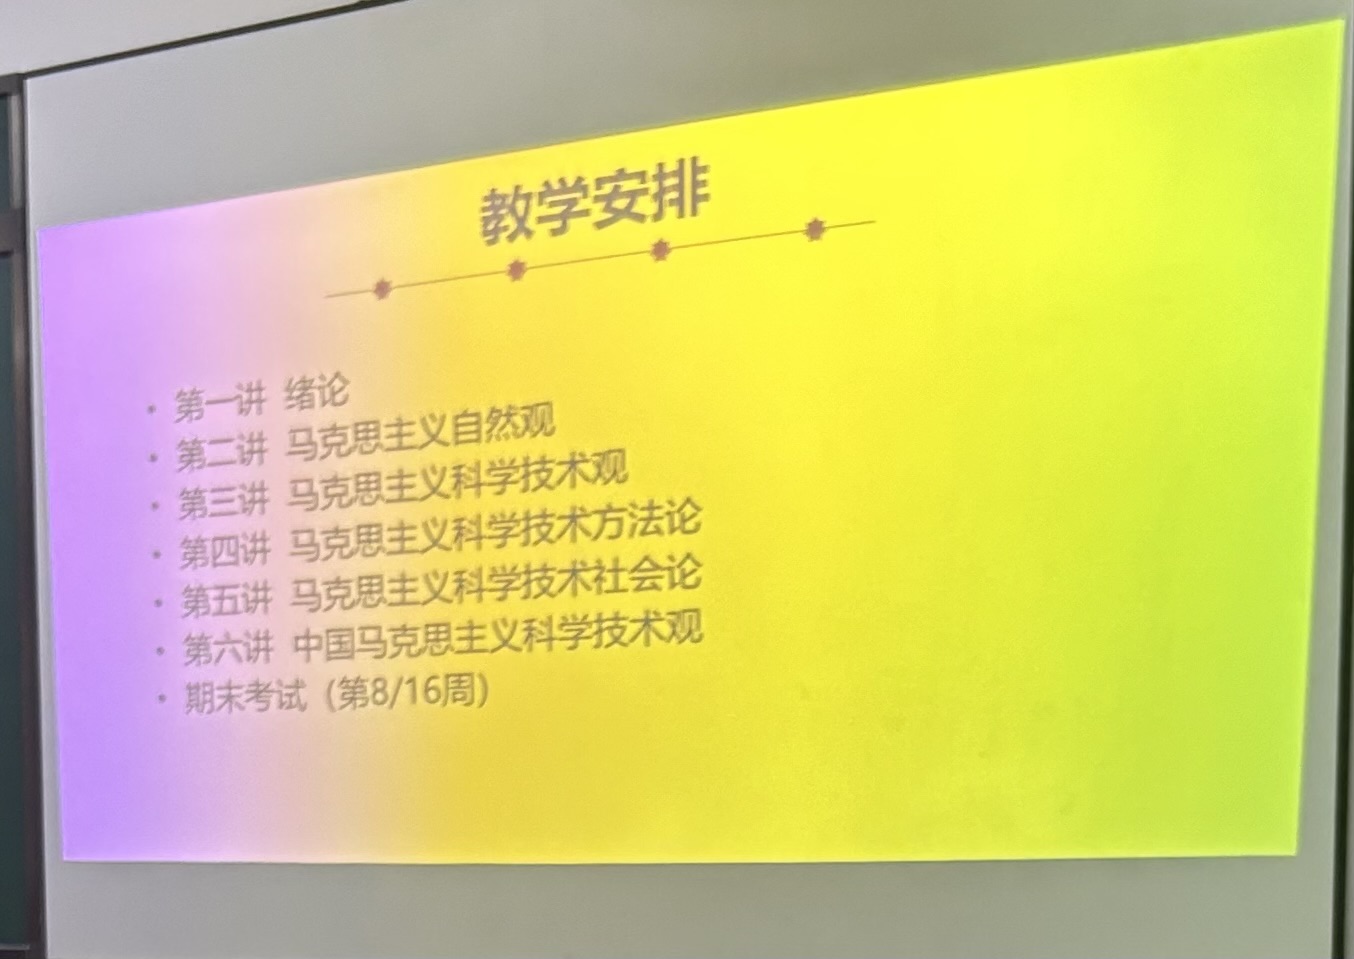 教学安排
• 第一讲 绪论
• 第二讲 马克思主义自然观
• 第三讲 马克思主义科学技术观
• 第四讲 马克思主义科学技术方法论
• 第五讲 马克思主义科学技术社会论
• 第六讲 中国马克思主义科学技术观
• 期末考试（第8/16周）